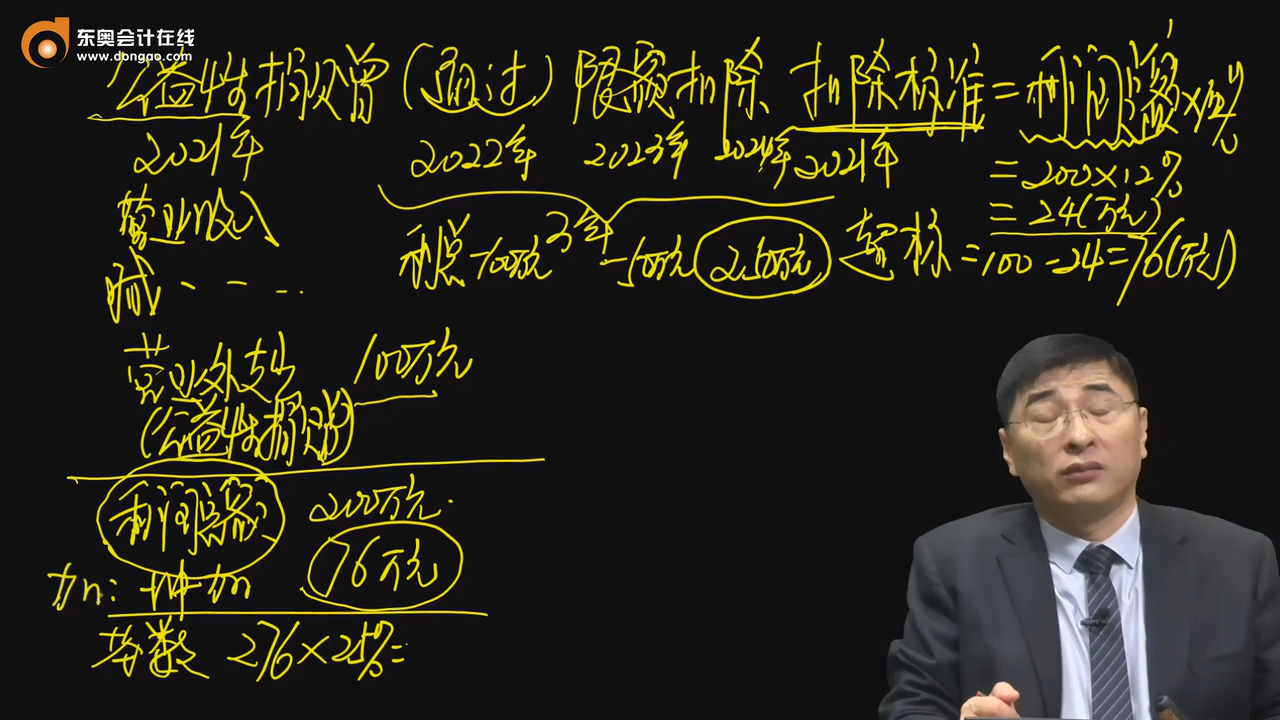 东奥会计在线
www.dongao.com
公益性捐赠(通过)限额扣除 扣除标准=利润总额×12%
2021年 2022年 2023年 2024年 2021年 =200×12%
=24(万元)
营业收入 3年
利总-100万元 -50万元 250万元 超标=100-24=76(万元)
减
营业外支出 100万元
(公益性捐赠)
利润总额 200万元
加: 调加 76万元
基数 276×25%=